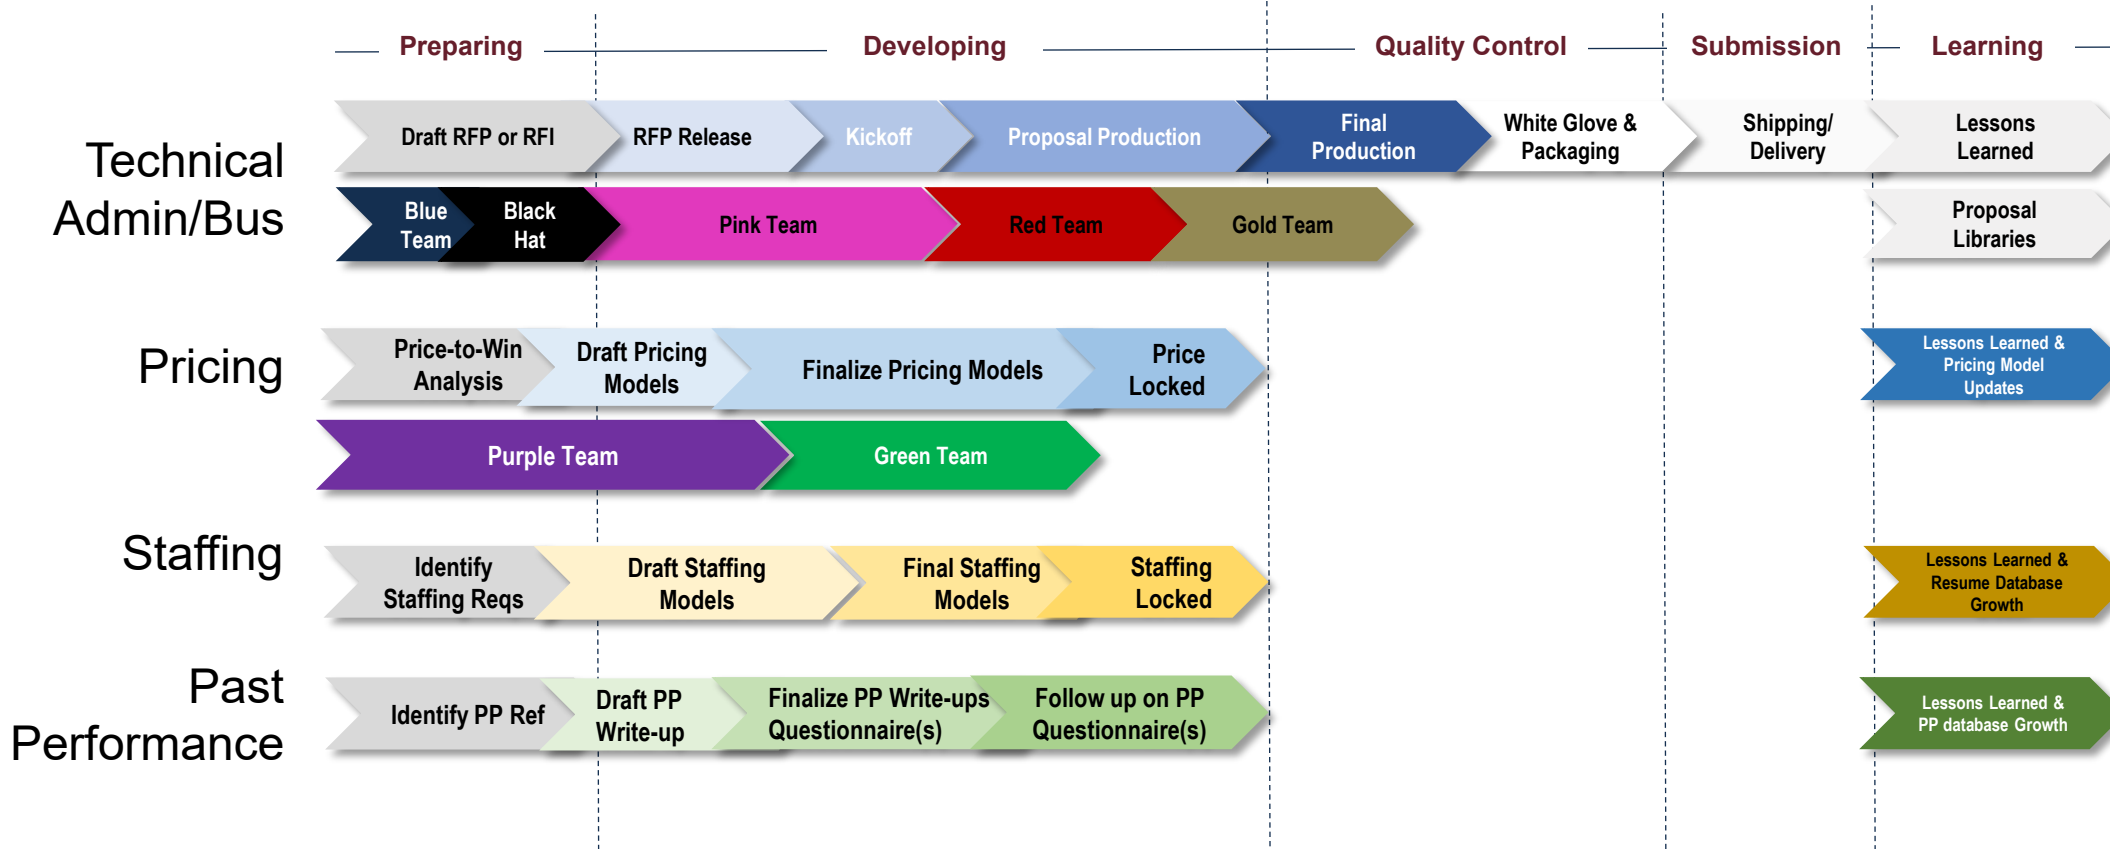 Preparing
Developing
Quality Control
Submission
Learning
Technical
Admin/Bus
Draft RFP or RFI
RFP Release
Kickoff
Proposal Production
Final
Production
White Glove &
Packaging
Shipping/
Delivery
Lessons
Learned
Blue
Team
Black
Hat
Pink Team
Red Team
Gold Team
Proposal
Libraries
Pricing
Price-to-Win
Analysis
Draft Pricing
Models
Finalize Pricing Models
Price
Locked
Lessons Learned &
Pricing Model
Updates
Purple Team
Green Team
Staffing
Identify
Staffing Reqs
Draft Staffing
Models
Final Staffing
Models
Staffing
Locked
Lessons Learned &
Resume Database
Growth
Past
Performance
Identify PP Ref
Draft PP
Write-up
Finalize PP Write-ups
Questionnaire(s)
Follow up on PP
Questionnaire(s)
Lessons Learned &
PP database Growth